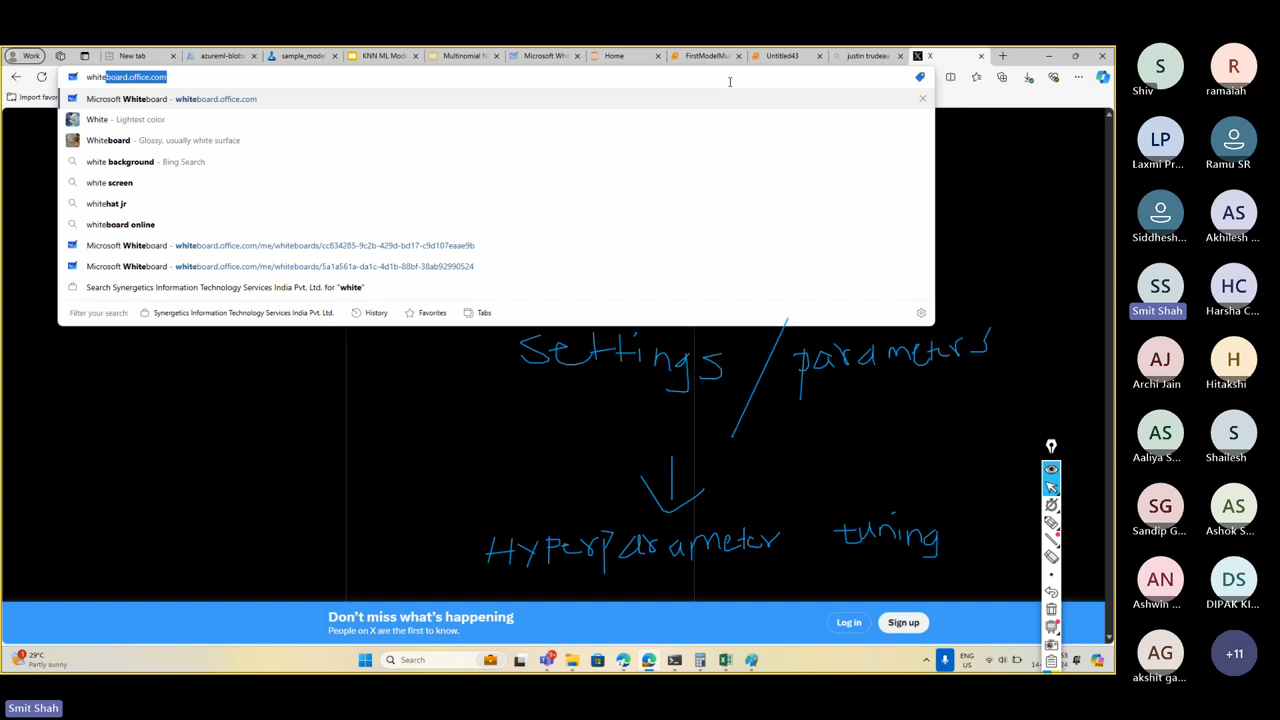 Work
New tab
azureml-blob
sample_model
KNN ML Mode
Multinomial N
Microsoft Whi
Home
FirstModelMu
Untitled43
justin trudeau
X
whiteboard.office.com
Import favo
Microsoft Whiteboard - whiteboard.office.com
White - Lightest color
Whiteboard - Glossy, usually white surface
white background - Bing Search
white screen
whitehat jr
whiteboard online
Microsoft Whiteboard - whiteboard.office.com/me/whiteboards/cc834285-9c2b-429d-bd17-c9d107eaae9b
Microsoft Whiteboard - whiteboard.office.com/me/whiteboards/5a1a561a-da1c-4d1b-88bf-38ab92990524
Search Synergetics Information Technology Services India Pvt. Ltd. for "white"
Filter your search:
Synergetics Information Technology Services India Pvt. Ltd.
History
Favorites
Tabs
Settings / parameters
Hyperparameter tuning
Don't miss what's happening
People on X are the first to know.
Log in
Sign up
29°C
Partly sunny
Search
ENG
US
S
Shiv
R
ramaiah
LP
Laxmi Pr...
Ramu SR
Siddhesh...
AS
Akhilesh ...
SS
Smit Shah
HC
Harsha C...
AJ
Archi Jain
H
Hitakshi
AS
Aaliya S...
S
Shailesh
SG
Sandip G...
AS
Ashok S...
AN
Ashwin ...
DS
DIPAK KI...
AG
akshit ga...
+11
Smit Shah